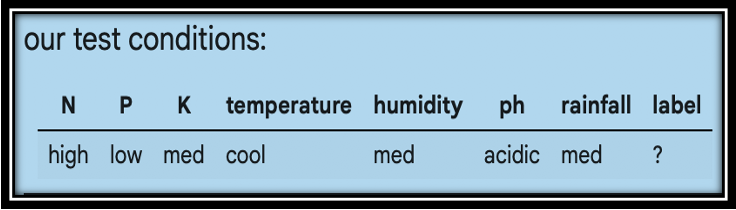 our test conditions:
N P K temperature humidity ph rainfall label
high low med cool med acidic med ?